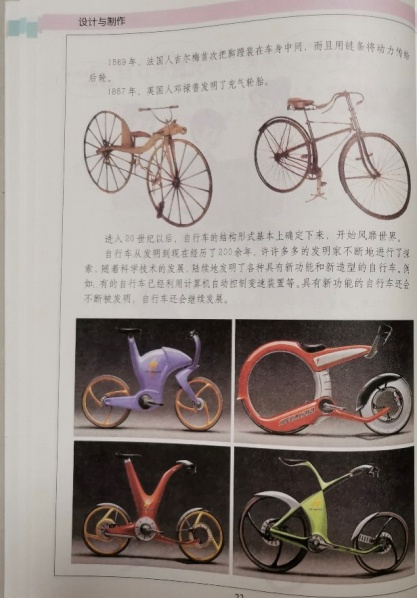 设计与制作
1869年，法国人吉尔梅首次把脚蹬装在车身中间，而且用链条将动力传给
后轮。
1887年，英国人邓禄普发明了充气轮胎。
进入20世纪以后，自行车的结构形式基本上确定下来，开始风靡世界。
自行车从发明到现在经历了200余年，许许多多的发明家不断地进行了探
索，随着科学技术的发展，陆续地发明了各种具有新功能和新造型的自行车。例
如，有的自行车已经利用计算机自动控制变速装置等。具有新功能的自行车还会
不断被发明，自行车还会继续发展。